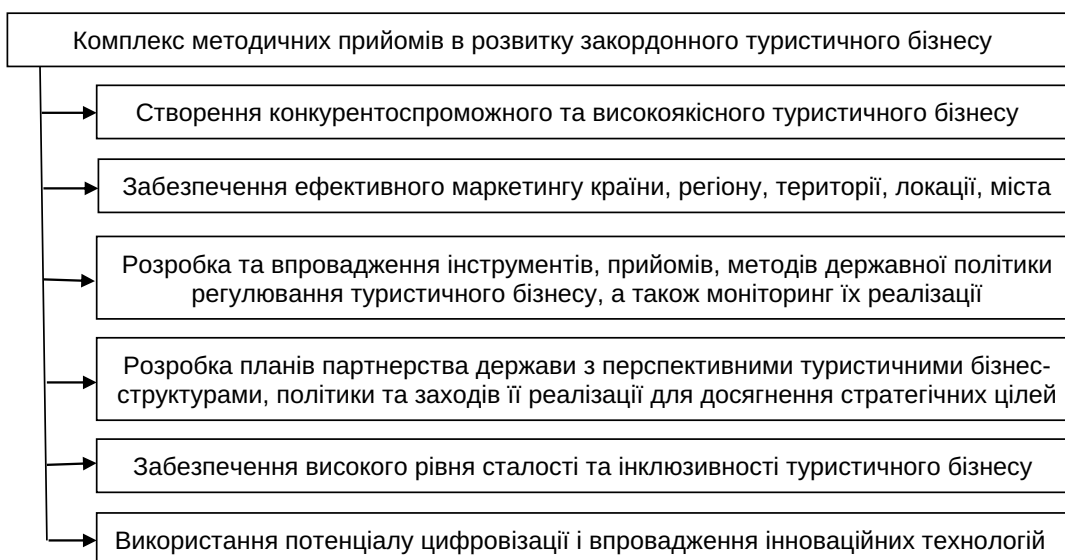 Комплекс методичних прийомів в розвитку закордонного туристичного бізнесу
Створення конкурентоспроможного та високоякісного туристичного бізнесу
Забезпечення ефективного маркетингу країни, регіону, території, локації, міста
Розробка та впровадження інструментів, прийомів, методів державної політики
регулювання туристичного бізнесу, а також моніторинг їх реалізації
Розробка планів партнерства держави з перспективними туристичними бізнес-
структурами, політики та заходів її реалізації для досягнення стратегічних цілей
Забезпечення високого рівня сталості та інклюзивності туристичного бізнесу
Використання потенціалу цифровізації і впровадження інноваційних технологій